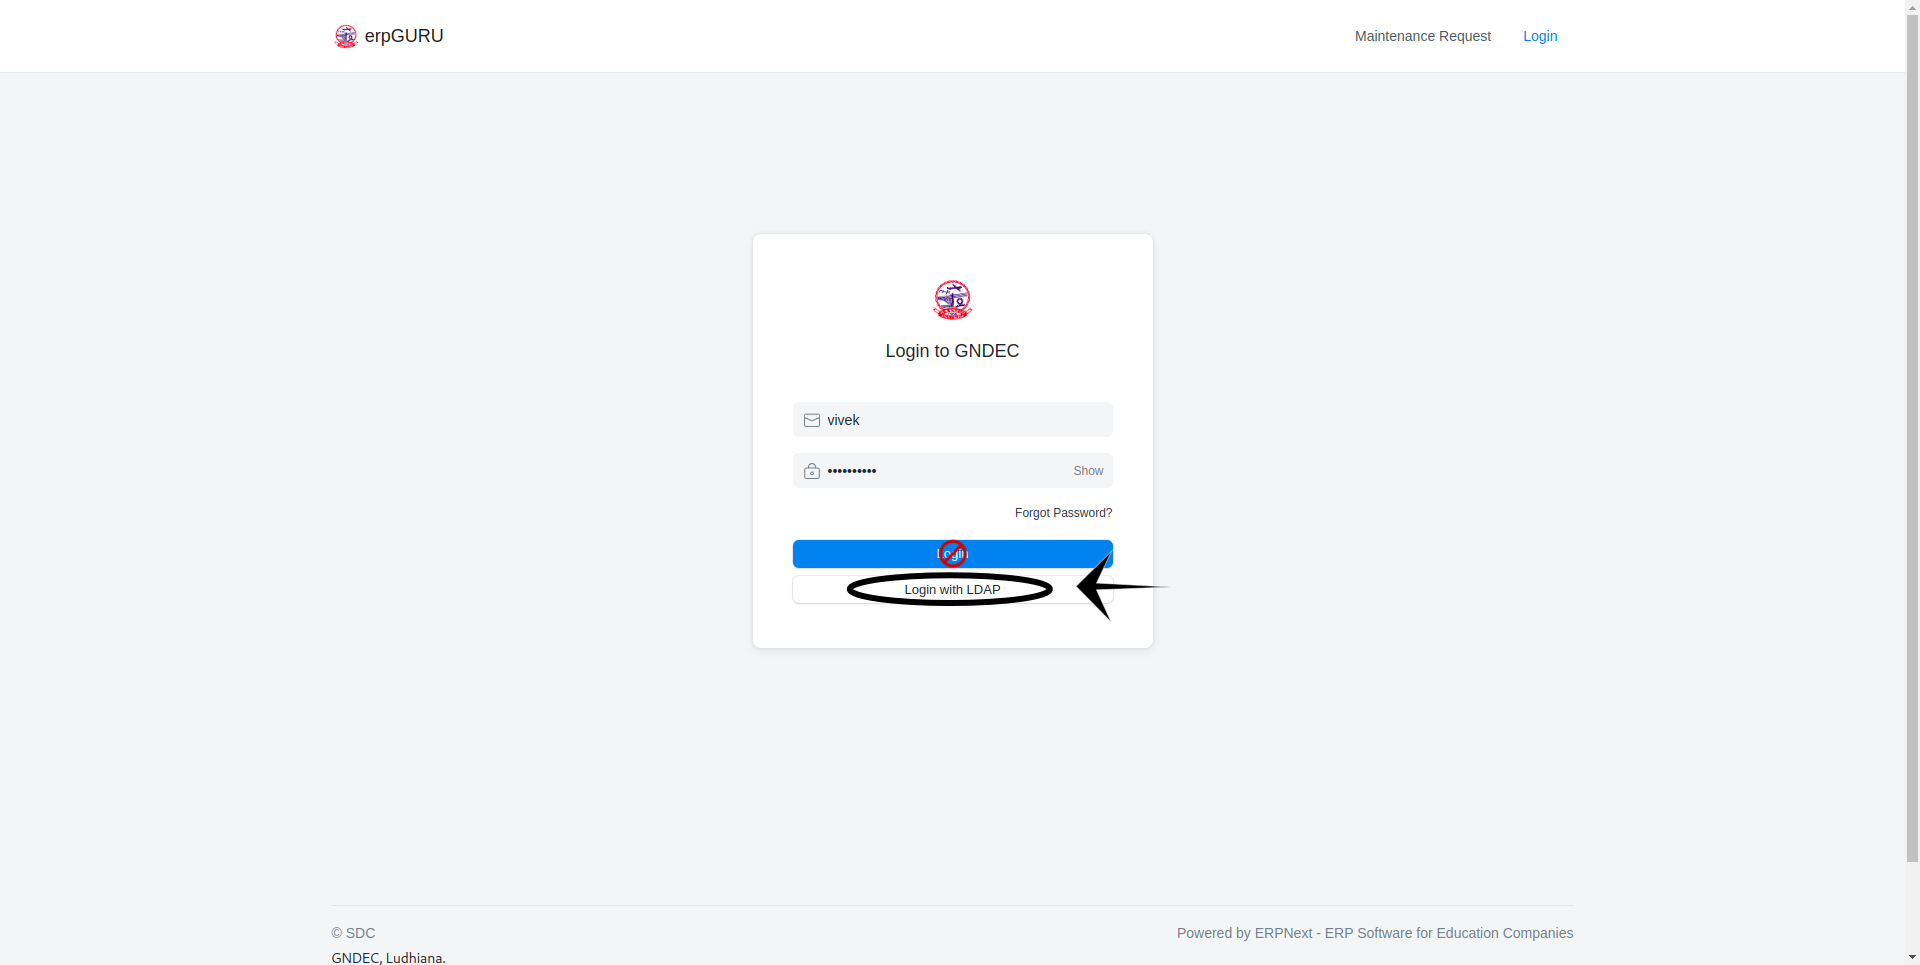 erpGURU
Maintenance Request
Login
Login to GNDEC
vivek
••••••••••
Show
Forgot Password?
Login
Login with LDAP
© SDC
Powered by ERPNext - ERP Software for Education Companies
GNDEC, Ludhiana.